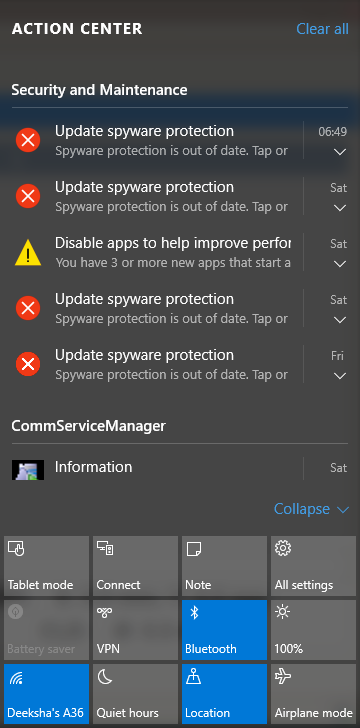 ACTION CENTER Clear all
Security and Maintenance
Update spyware protection 06:49
Spyware protection is out of date. Tap or
Update spyware protection Sat
Spyware protection is out of date. Tap or
Disable apps to help improve perfor Sat
You have 3 or more new apps that start a
Update spyware protection Sat
Spyware protection is out of date. Tap or
Update spyware protection Fri
Spyware protection is out of date. Tap or
CommServiceManager
Information Sat
Collapse
Tablet mode Connect Note All settings
Battery saver VPN Bluetooth 100%
Deeksha's A36 Quiet hours Location Airplane mode